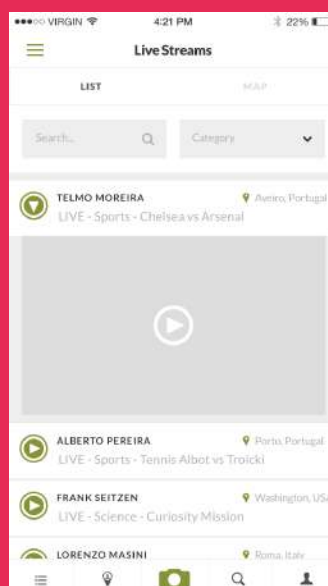 VIRGIN 4:21 PM 22%
Live Streams
LIST MAP
Search... Category
TELMO MOREIRA Aveiro, Portugal
LIVE - Sports - Chelsea vs Arsenal
ALBERTO PEREIRA Porto, Portugal
LIVE - Sports - Tennis Albot vs Troicki
FRANK SEITZEN Washington, USA
LIVE - Science - Curiosity Mission
LORENZO MASINI Roma, Italy